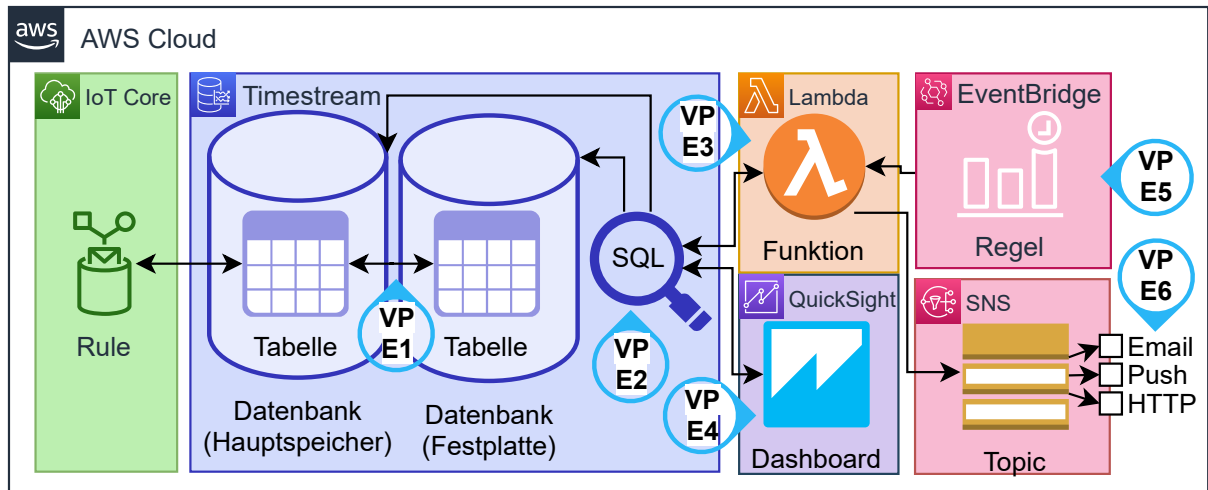 aws
AWS Cloud
IoT Core
Rule
Timestream
Tabelle
Tabelle
Datenbank
(Hauptspeicher)
Datenbank
(Festplatte)
SQL
VP
E1
VP
E2
VP
E3
Lambda
Funktion
QuickSight
VP
E4
Dashboard
EventBridge
Regel
VP
E5
VP
E6
SNS
Email
Push
HTTP
Topic